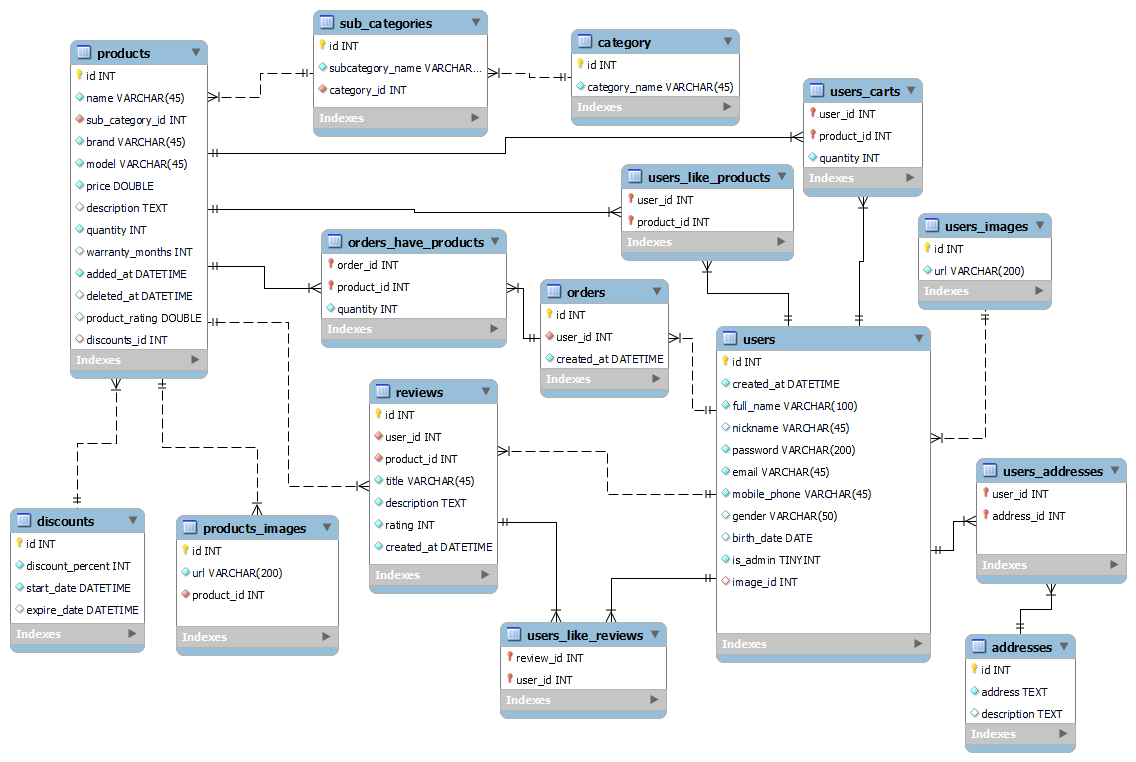 sub_categories
id INT
subcategory_name VARCHAR...
category_id INT
Indexes
category
id INT
category_name VARCHAR(45)
Indexes
products
id INT
name VARCHAR(45)
sub_category_id INT
brand VARCHAR(45)
model VARCHAR(45)
price DOUBLE
description TEXT
quantity INT
warranty_months INT
added_at DATETIME
deleted_at DATETIME
product_rating DOUBLE
discounts_id INT
Indexes
users_carts
user_id INT
product_id INT
quantity INT
Indexes
users_like_products
user_id INT
product_id INT
Indexes
users_images
id INT
url VARCHAR(200)
Indexes
orders_have_products
order_id INT
product_id INT
quantity INT
Indexes
orders
id INT
user_id INT
created_at DATETIME
Indexes
users
id INT
created_at DATETIME
full_name VARCHAR(100)
nickname VARCHAR(45)
password VARCHAR(200)
email VARCHAR(45)
mobile_phone VARCHAR(45)
gender VARCHAR(50)
birth_date DATE
is_admin TINYINT
image_id INT
Indexes
reviews
id INT
user_id INT
product_id INT
title VARCHAR(45)
description TEXT
rating INT
created_at DATETIME
Indexes
users_addresses
user_id INT
address_id INT
Indexes
discounts
id INT
discount_percent INT
start_date DATETIME
expire_date DATETIME
Indexes
products_images
id INT
url VARCHAR(200)
product_id INT
Indexes
users_like_reviews
review_id INT
user_id INT
Indexes
addresses
id INT
address TEXT
description TEXT
Indexes